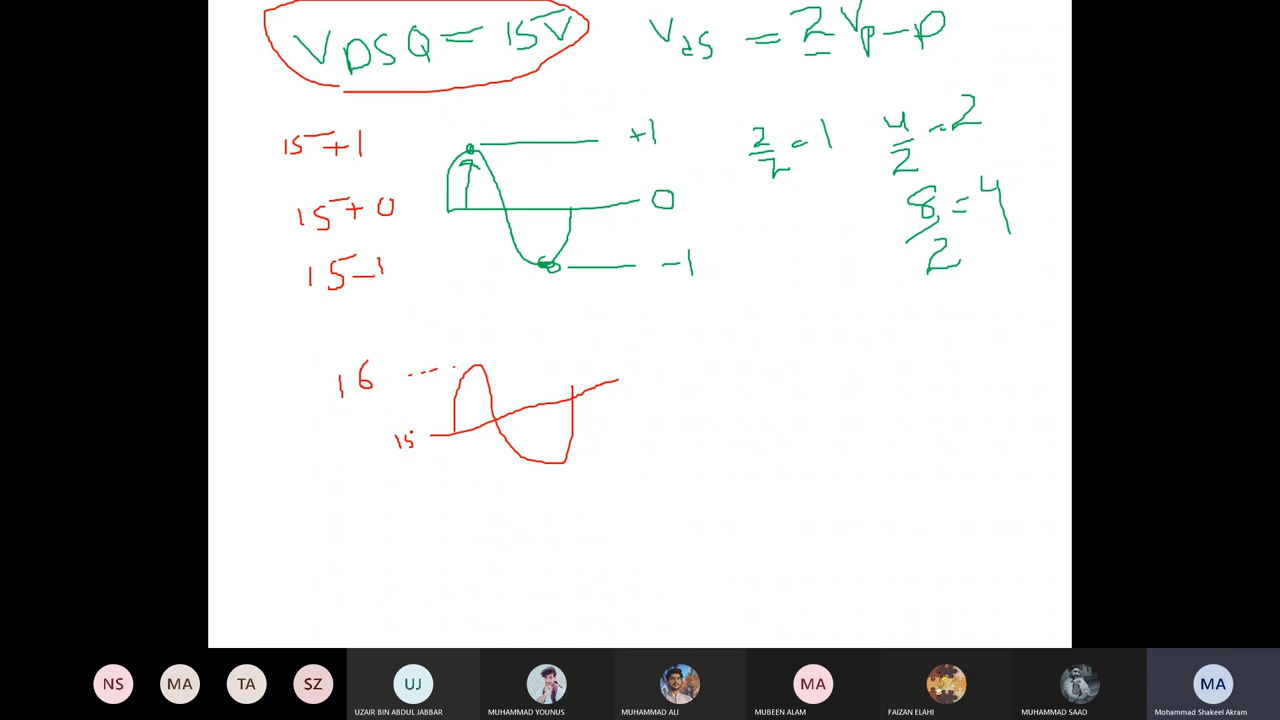 VDSQ = 15V
Vds = 2 Vp-p
15+1
+1
2/2 = 1
4/2 = 2
15+0
0
8/2 = 4
15-1
-1
16
15
NS
MA
TA
SZ
UJ
UZAIR BIN ABDUL JABBAR
MUHAMMAD YOUNUS
MUHAMMAD ALI
MA
MUBEEN ALAM
FAIZAN ELAHI
MUHAMMAD SAAD
MA
Mohammad Shakeel Akram